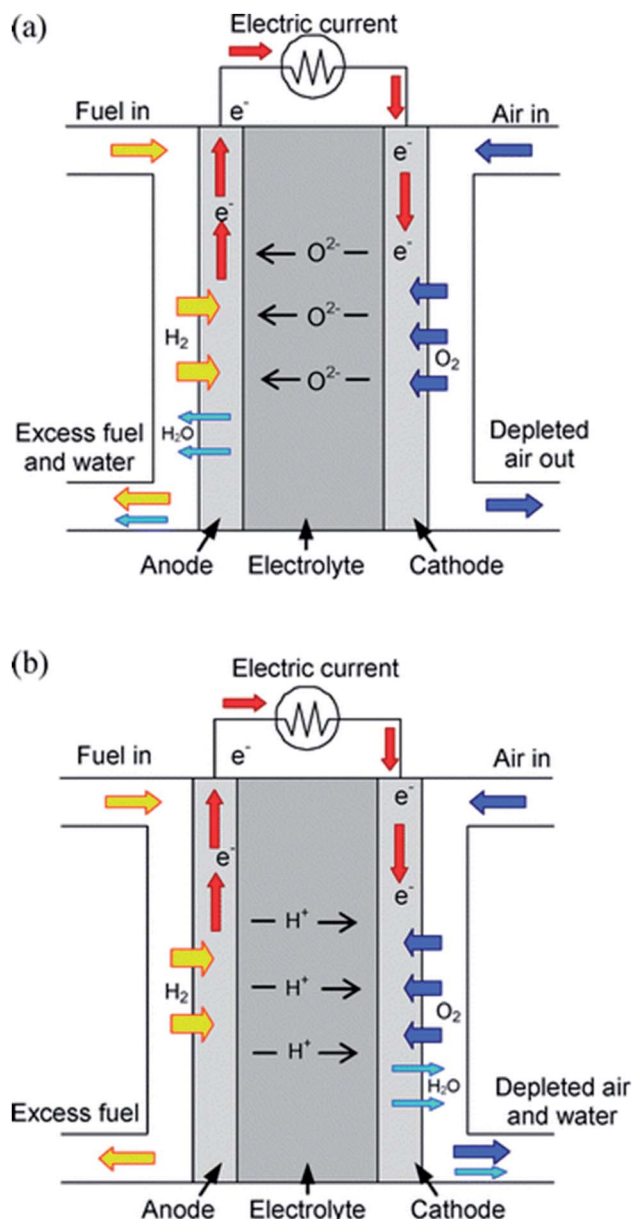 (a)
Electric current
Fuel in
e-
Air in
e-
e-
e-
O2-
O2-
H2
O2
O2-
H2O
Excess fuel
and water
Depleted
air out
Anode
Electrolyte
Cathode
(b)
Electric current
Fuel in
e-
Air in
e-
e-
e-
H+
H2
H+
O2
H+
H2O
Excess fuel
Depleted air
and water
Anode
Electrolyte
Cathode